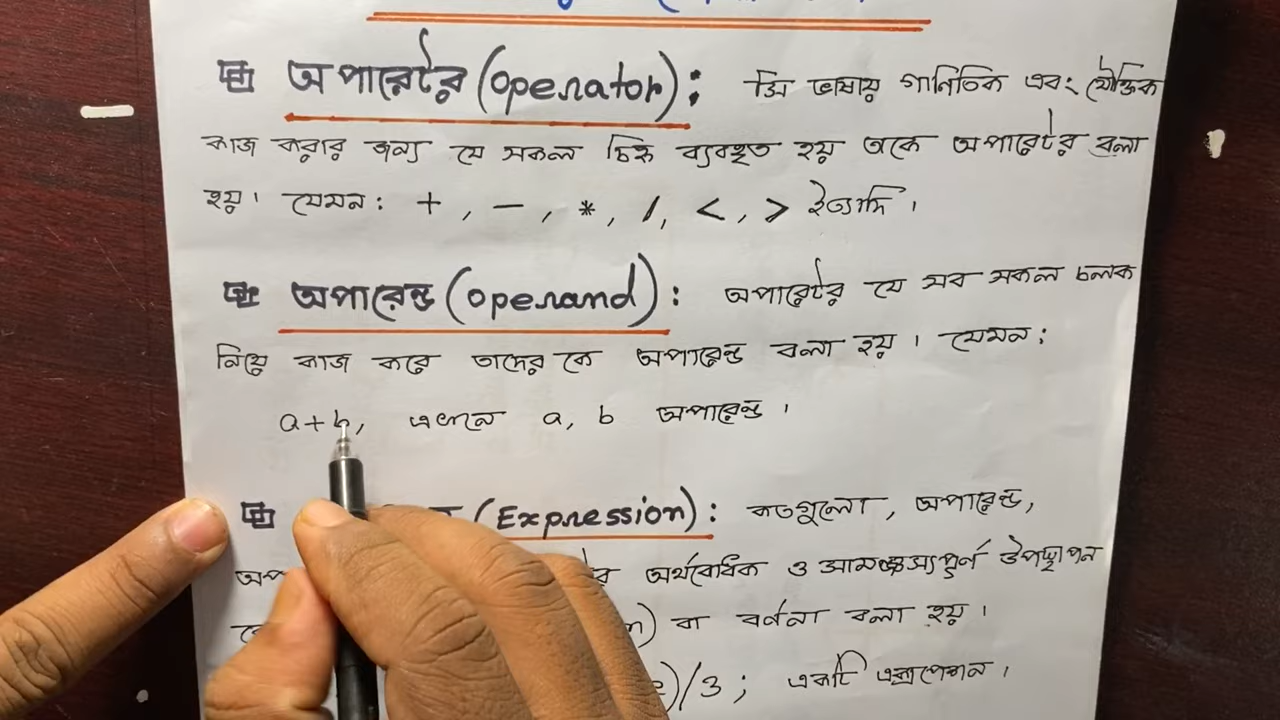 অপারেটর (operator): সি ভাষায় গাণিতিক এবং যৌক্তিক
কাজ করার জন্য যে সকল চিহ্ন ব্যবহৃত হয় তাকে অপারেটর বলা
হয়। যেমন: +, -, *, /, <, > ইত্যাদি।
অপারেন্ড (operand): অপারেটর যে সব সকল চলক
নিয়ে কাজ করে তাদের কে অপারেন্ড বলা হয়। যেমন:
a+b, এখানে a, b অপারেন্ড।
(Expression): কতগুলো, অপারেন্ড,
অর্থবোধক ও সামঞ্জস্যপূর্ণ উপস্থাপন
বা বর্ণনা বলা হয়।
)/3; একটি এক্সপ্রেশন।